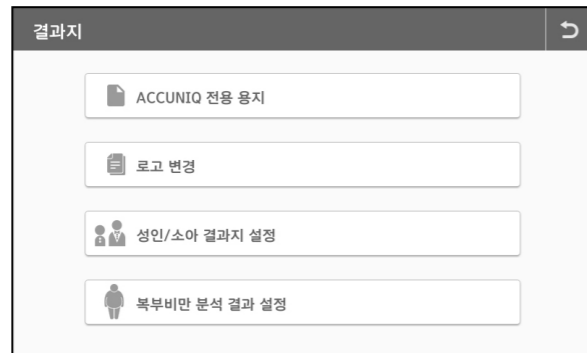 결과지
ACCUNIQ 전용 용지
로고 변경
성인/소아 결과지 설정
복부비만 분석 결과 설정